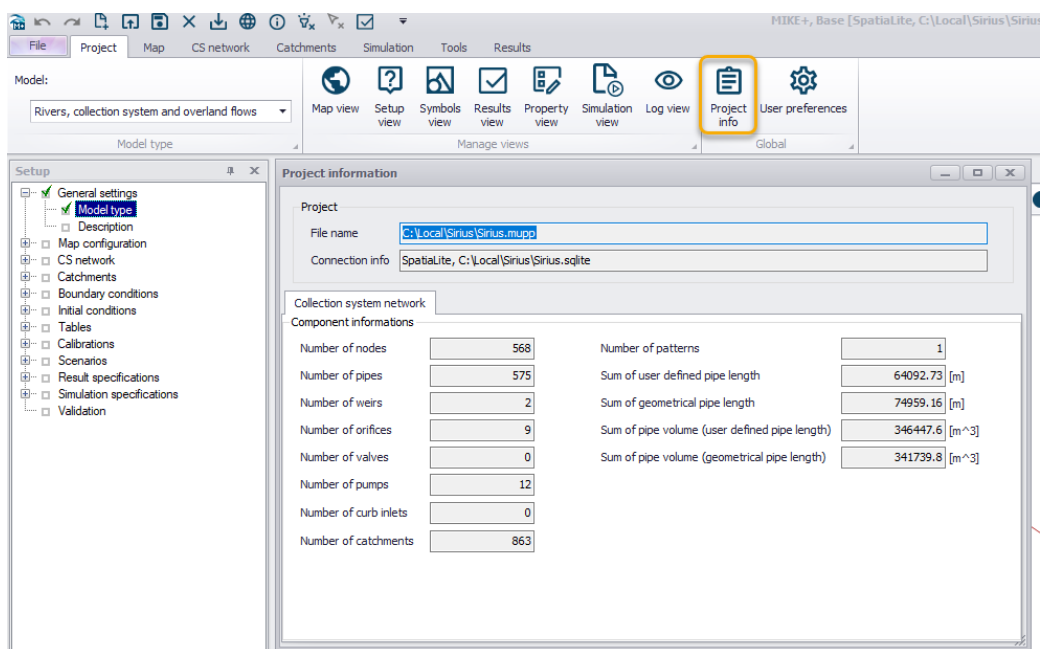 MIKE+, Base [SpatiaLite, C:\Local\Sirius\Sirius
File Project Map CS network Catchments Simulation Tools Results
Model:
Rivers, collection system and overland flows
Map view Setup view Symbols view Results view Property view Simulation view Log view Project info User preferences
Model type Manage views Global
Setup
General settings
Model type
Description
Map configuration
CS network
Catchments
Boundary conditions
Initial conditions
Tables
Calibrations
Scenarios
Result specifications
Simulation specifications
Validation
Project information
Project
File name C:\Local\Sirius\Sirius.mupp
Connection info SpatiaLite, C:\Local\Sirius\Sirius.sqlite
Collection system network
Component informations
Number of nodes 568 Number of patterns 1
Number of pipes 575 Sum of user defined pipe length 64092.73 [m]
Number of weirs 2 Sum of geometrical pipe length 74959.16 [m]
Number of orifices 9 Sum of pipe volume (user defined pipe length) 346447.6 [m^3]
Number of valves 0 Sum of pipe volume (geometrical pipe length) 341739.8 [m^3]
Number of pumps 12
Number of curb inlets 0
Number of catchments 863